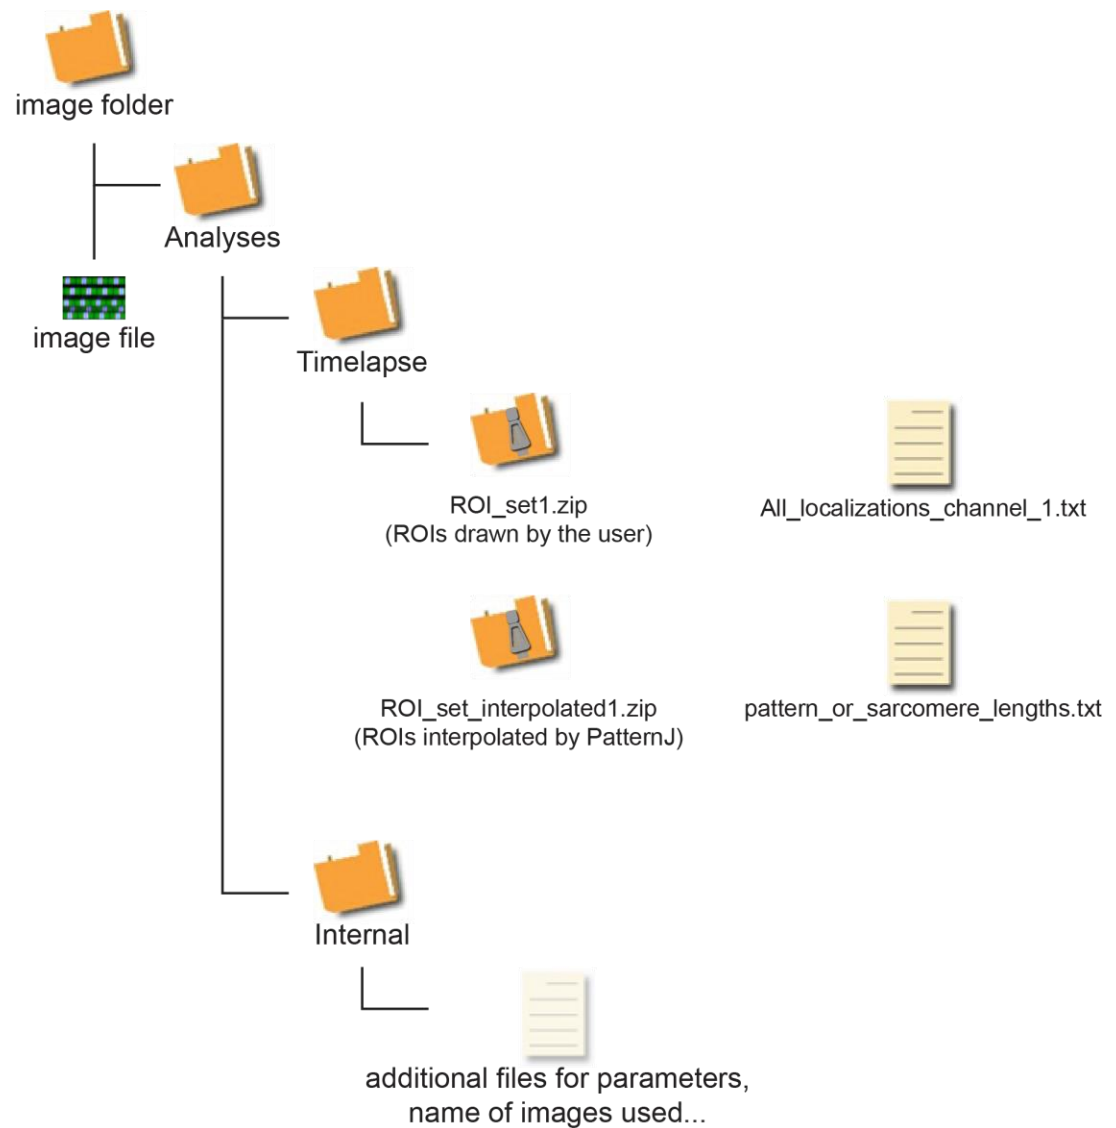 image folder
Analyses
image file
Timelapse
ROI_set1.zip
(ROIs drawn by the user)
All_localizations_channel_1.txt
ROI_set_interpolated1.zip
(ROIs interpolated by PatternJ)
pattern_or_sarcomere_lengths.txt
Internal
additional files for parameters,
name of images used...